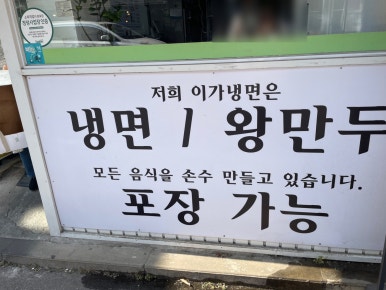 저희 이가냉면은
냉면 / 왕만두
모든 음식을 손수 만들고 있습니다.
포장 가능